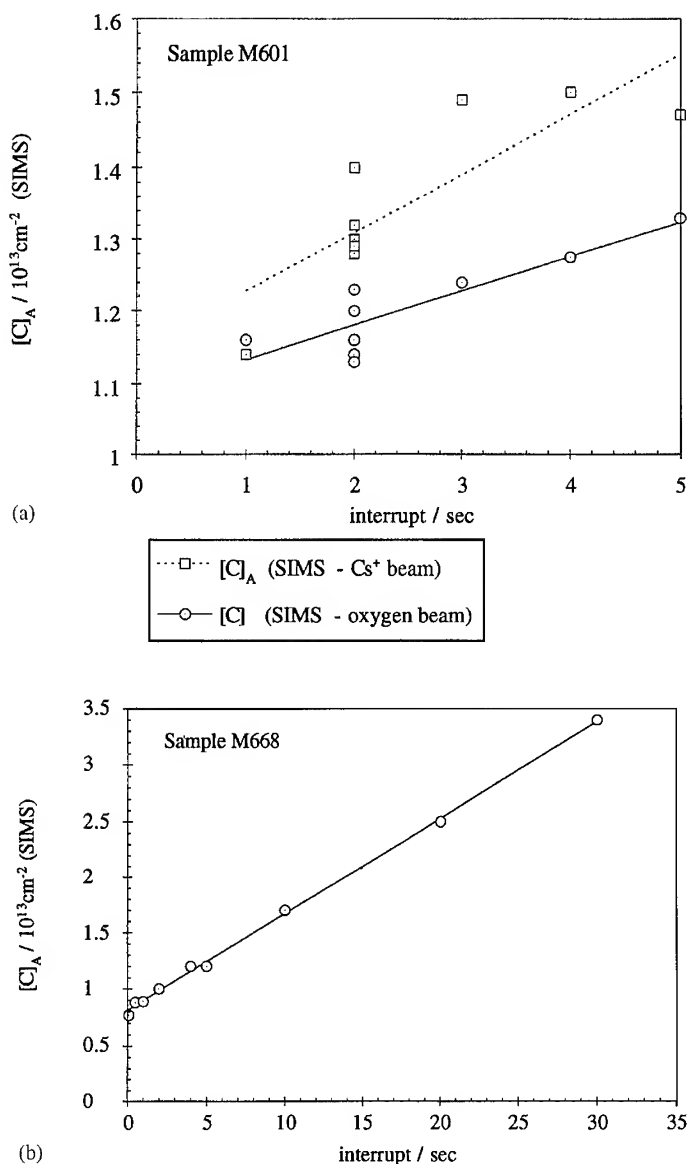 Sample M601
[C]A / 10¹³cm⁻² (SIMS)
1.6
1.5
1.4
1.3
1.2
1.1
1
0 1 2 3 4 5
interrupt / sec
(a)
[C]A (SIMS - Cs⁺ beam)
[C] (SIMS - oxygen beam)
Sample M668
[C]A / 10¹³cm⁻² (SIMS)
3.5
3
2.5
2
1.5
1
0.5
0
0 5 10 15 20 25 30 35
interrupt / sec
(b)